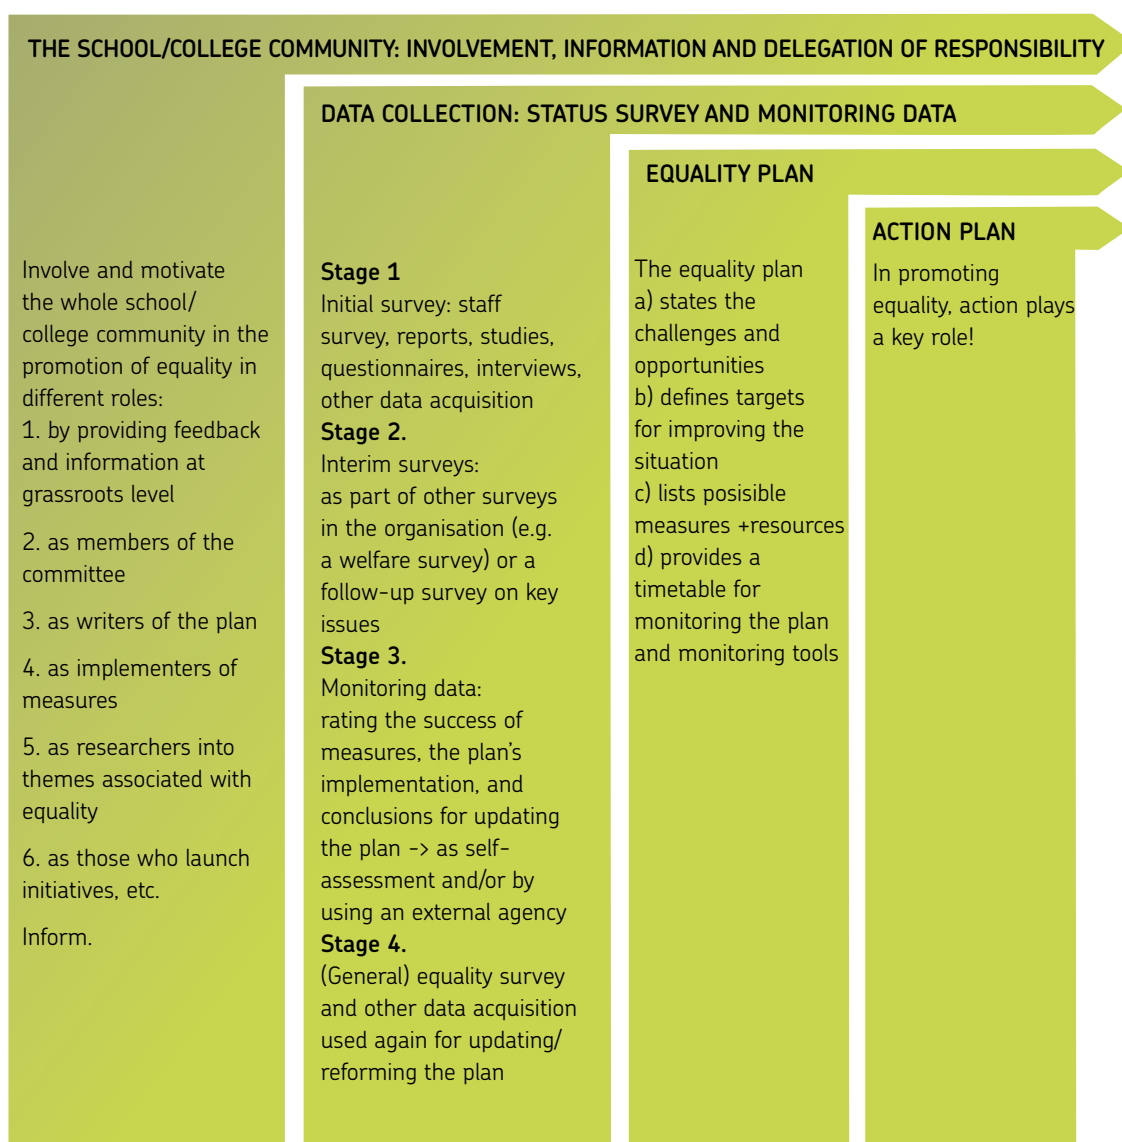 THE SCHOOL/COLLEGE COMMUNITY: INVOLVEMENT, INFORMATION AND DELEGATION OF RESPONSIBILITY
DATA COLLECTION: STATUS SURVEY AND MONITORING DATA
EQUALITY PLAN
ACTION PLAN
Involve and motivate
the whole school/
college community in the
promotion of equality in
different roles:
1. by providing feedback
and information at
grassroots level
2. as members of the
committee
3. as writers of the plan
4. as implementers of
measures
5. as researchers into
themes associated with
equality
6. as those who launch
initiatives, etc.
Inform.
Stage 1
Initial survey: staff
survey, reports, studies,
questionnaires, interviews,
other data acquisition
Stage 2.
Interim surveys:
as part of other surveys
in the organisation (e.g.
a welfare survey) or a
follow-up survey on key
issues
Stage 3.
Monitoring data:
rating the success of
measures, the plan's
implementation, and
conclusions for updating
the plan -> as self-
assessment and/or by
using an external agency
Stage 4.
(General) equality survey
and other data acquisition
used again for updating/
reforming the plan
The equality plan
a) states the
challenges and
opportunities
b) defines targets
for improving the
situation
c) lists posisible
measures +resources
d) provides a
timetable for
monitoring the plan
and monitoring tools
In promoting
equality, action plays
a key role!